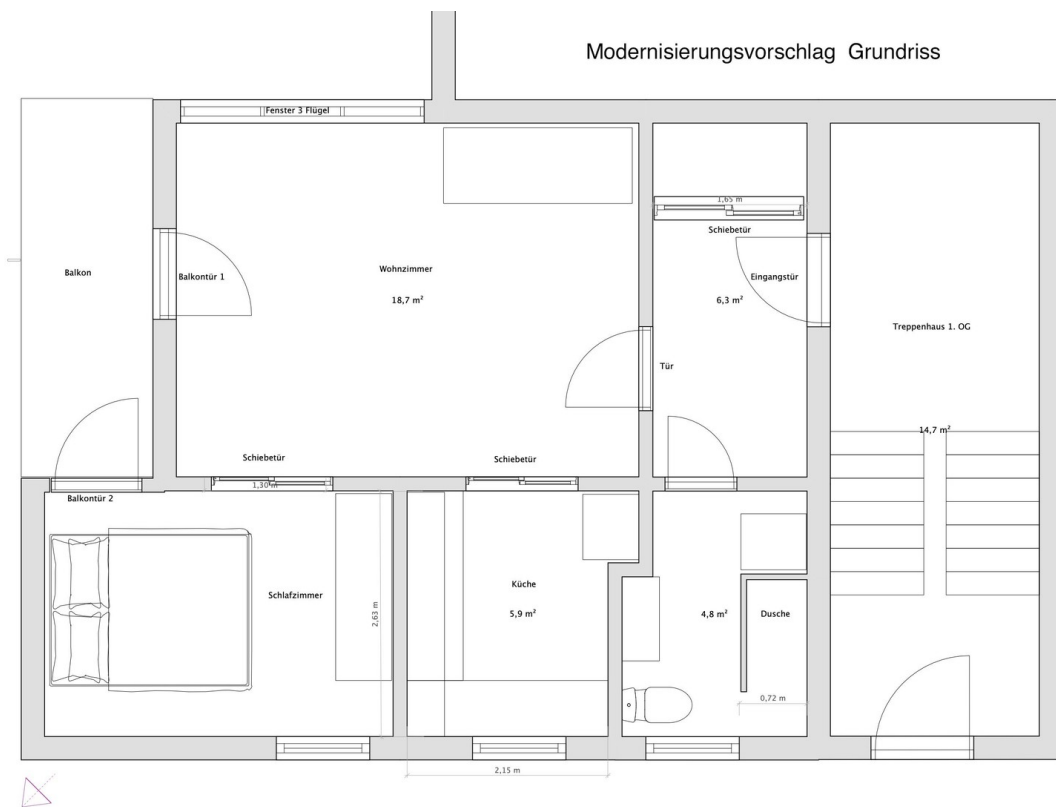 Modernisierungsvorschlag Grundriss
Fenster 3 Flügel
1,65 m
Schiebetür
Balkon
Balkontür 1
Wohnzimmer
18,7 m²
Eingangstür
6,3 m²
Treppenhaus 1. OG
Tür
14,7 m²
Schiebetür
Schiebetür
1,30 m
Balkontür 2
Schlafzimmer
2,63 m
Küche
5,9 m²
4,8 m²
Dusche
0,72 m
2,15 m